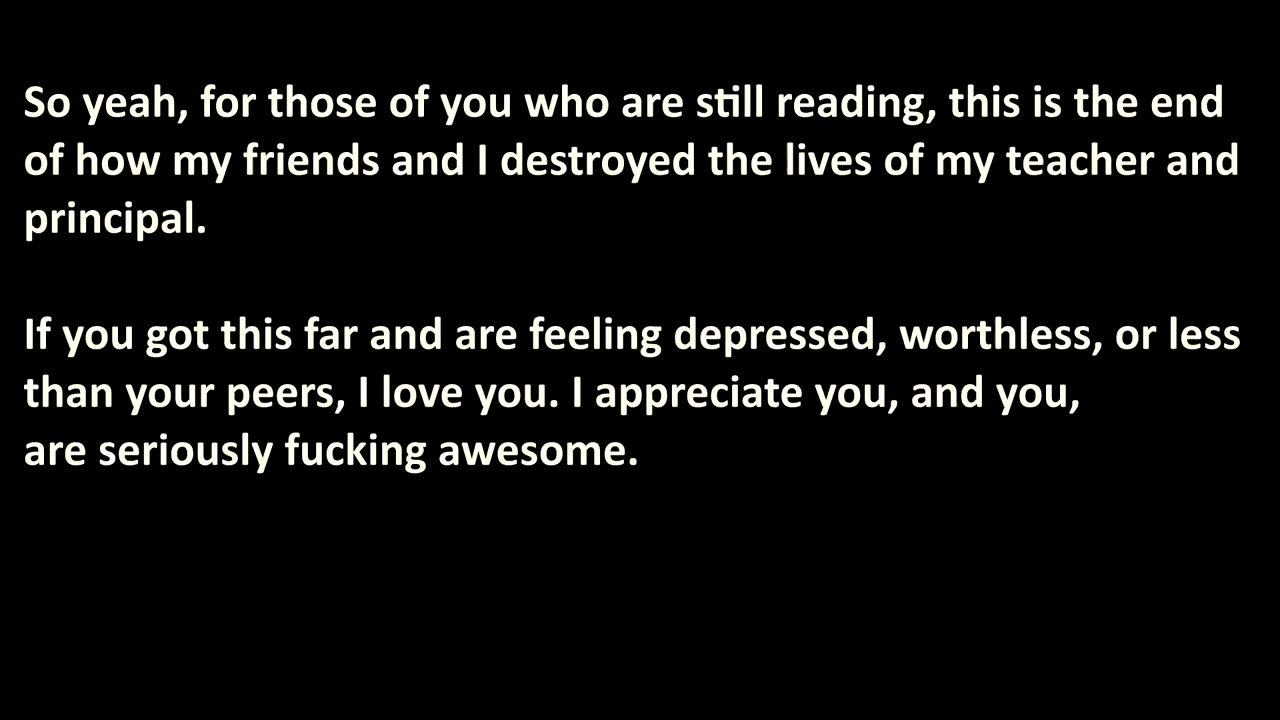 So yeah, for those of you who are still reading, this is the end
of how my friends and I destroyed the lives of my teacher and
principal.
If you got this far and are feeling depressed, worthless, or less
than your peers, I love you. I appreciate you, and you,
are seriously fucking awesome.